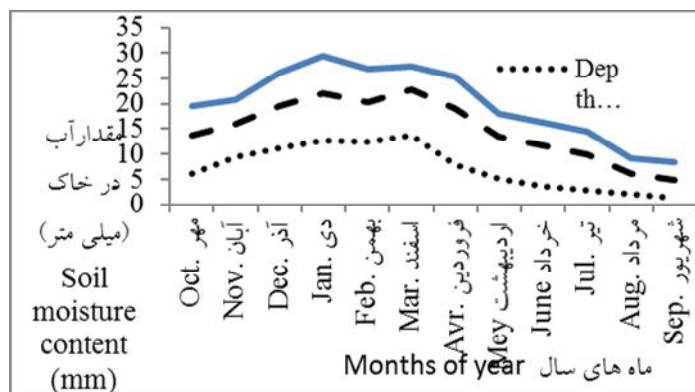 35
30
25
20
15
10
5
0
Dep
th…
مقدارآب
در خاک
(میلی متر)
Soil
moisture
content
(mm)
Oct. مهر
Nov. آبان
Dec. آذر
Jan. دی
Feb. بهمن
Mar. اسفند
Avr. فروردین
Mey اردیبهشت
June خرداد
Jul. تیر
Aug. مرداد
Sep. شهریور
Months of year ماه های سال